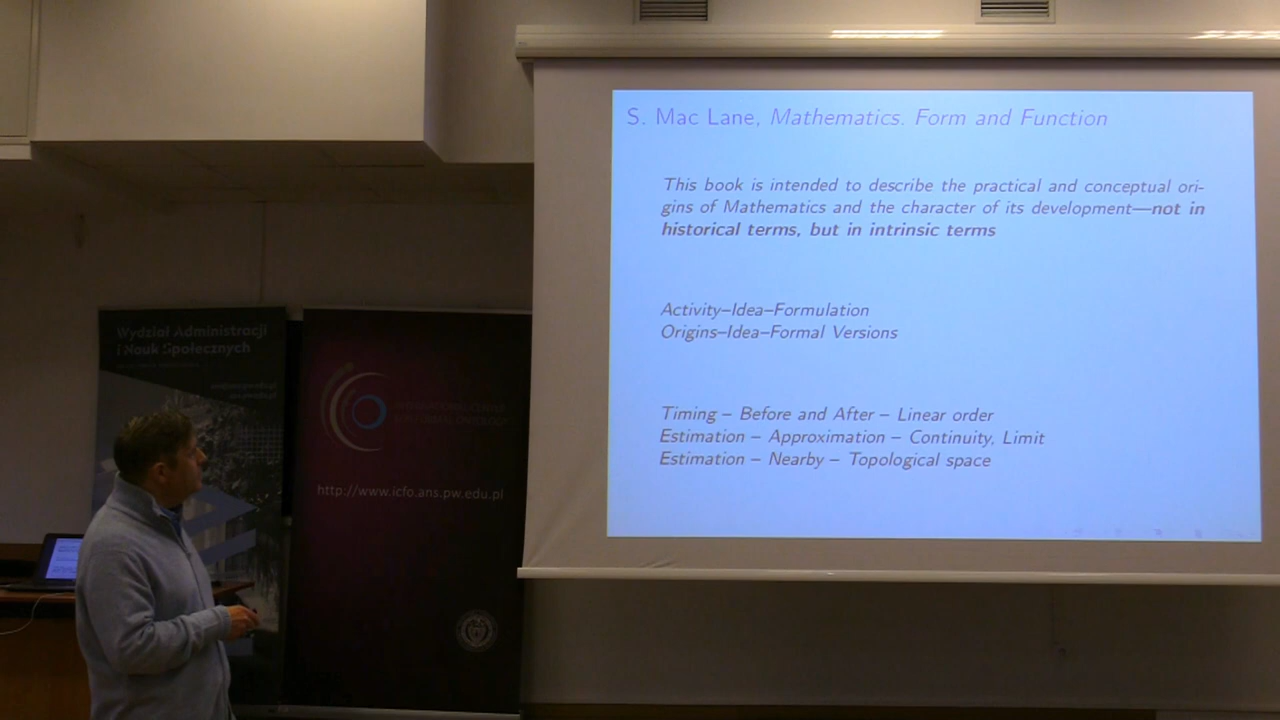 S. Mac Lane, Mathematics. Form and Function
This book is intended to describe the practical and conceptual ori-
gins of Mathematics and the character of its development—not in
historical terms, but in intrinsic terms
Activity–Idea–Formulation
Origins–Idea–Formal Versions
Timing – Before and After – Linear order
Estimation – Approximation – Continuity, Limit
Estimation – Nearby – Topological space
Wydział Administracji
i Nauk Społecznych
http://www.icfo.ans.pw.edu.pl